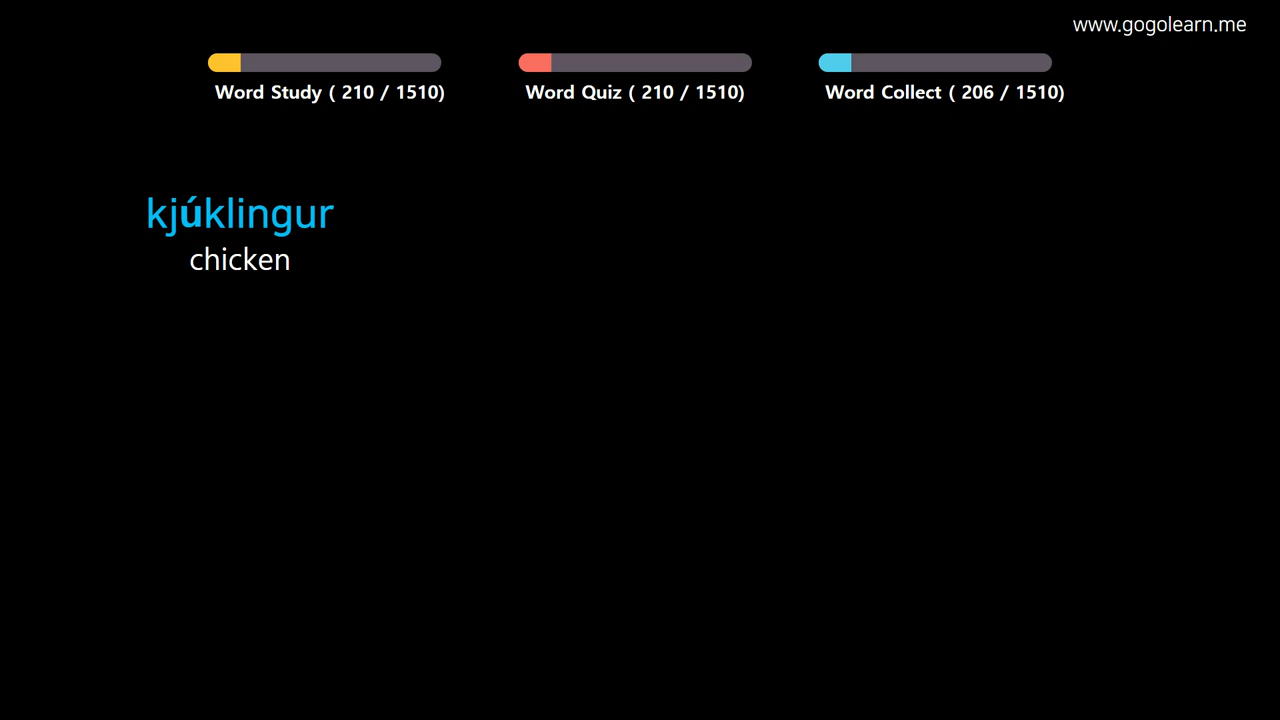 www.gogolearn.me
Word Study ( 210 / 1510)
Word Quiz ( 210 / 1510)
Word Collect ( 206 / 1510)
kjúklingur
chicken